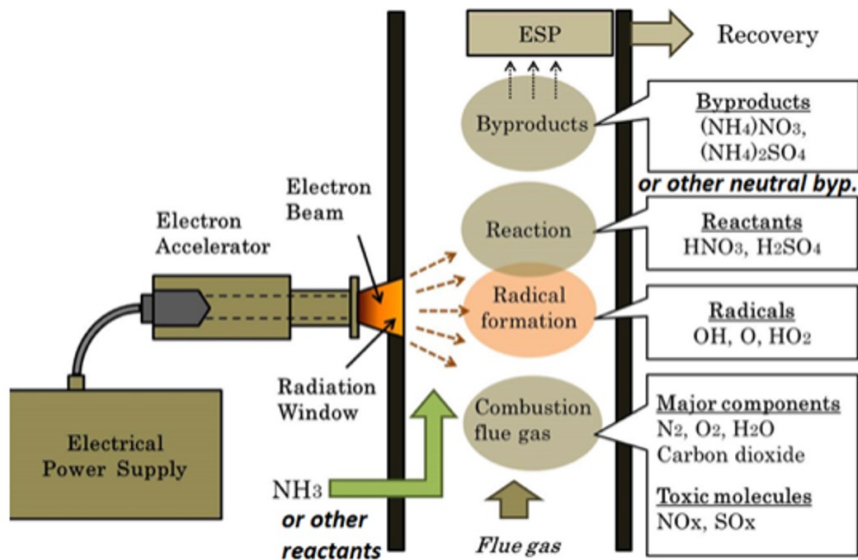 ESP
Recovery
Byproducts
Byproducts
(NH4)NO3,
(NH4)2SO4
or other neutral byp.
Electron
Beam
Electron
Accelerator
Reaction
Reactants
HNO3, H2SO4
Radical
formation
Radicals
OH, O, HO2
Radiation
Window
Combustion
flue gas
Major components
N2, O2, H2O
Carbon dioxide
Toxic molecules
NOx, SOx
Electrical
Power Supply
NH3
or other
reactants
Flue gas